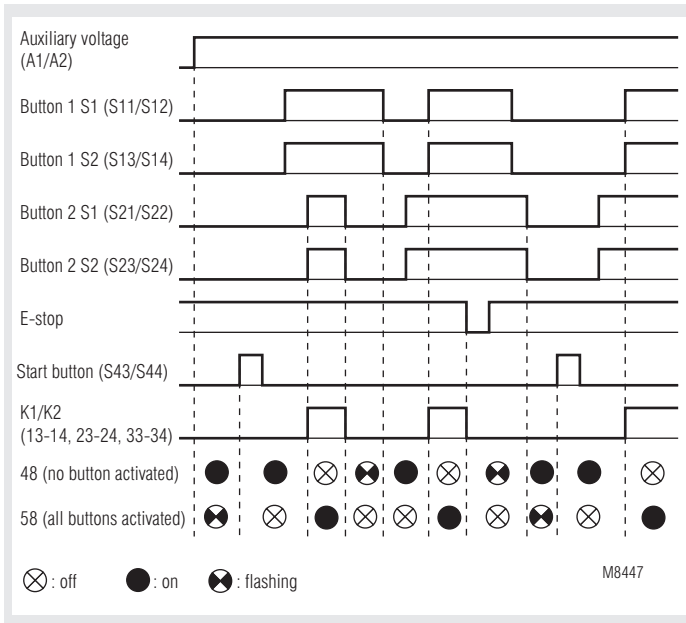 Auxiliary voltage
(A1/A2)
Button 1 S1 (S11/S12)
Button 1 S2 (S13/S14)
Button 2 S1 (S21/S22)
Button 2 S2 (S23/S24)
E-stop
Start button (S43/S44)
K1/K2
(13-14, 23-24, 33-34)
48 (no button activated)
58 (all buttons activated)
: off : on : flashing
M8447